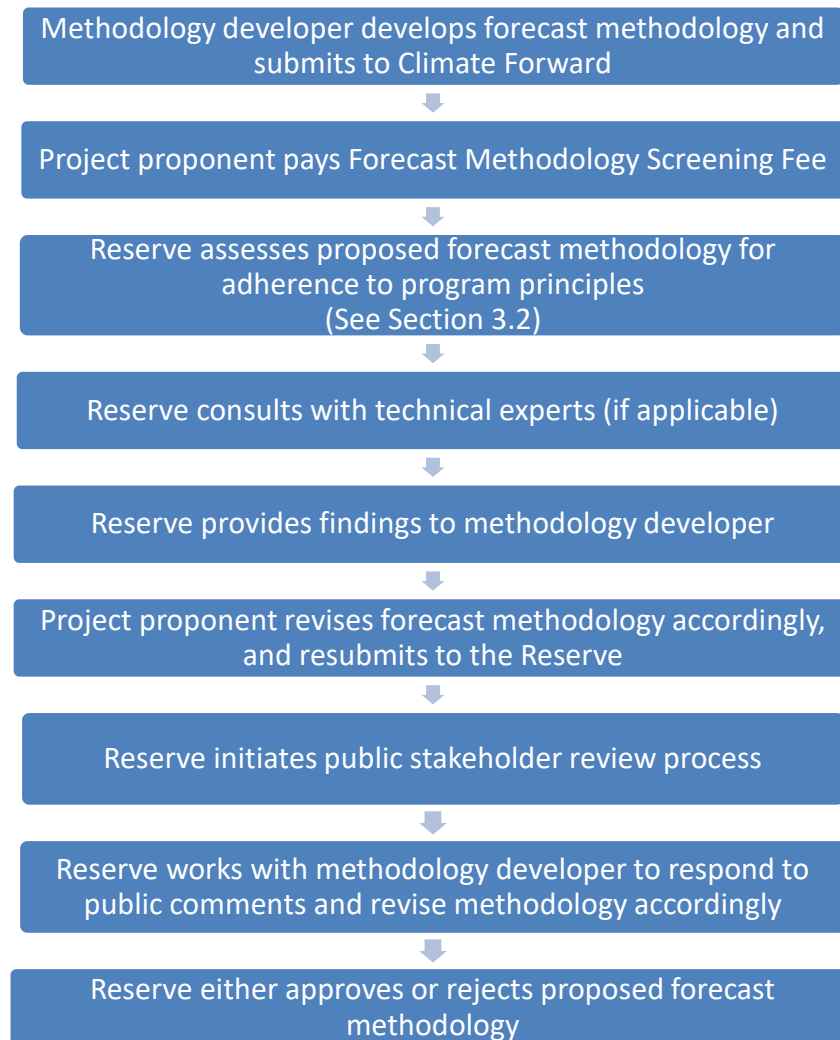 Methodology developer develops forecast methodology and
submits to Climate Forward
Project proponent pays Forecast Methodology Screening Fee
Reserve assesses proposed forecast methodology for
adherence to program principles
(See Section 3.2)
Reserve consults with technical experts (if applicable)
Reserve provides findings to methodology developer
Project proponent revises forecast methodology accordingly,
and resubmits to the Reserve
Reserve initiates public stakeholder review process
Reserve works with methodology developer to respond to
public comments and revise methodology accordingly
Reserve either approves or rejects proposed forecast
methodology